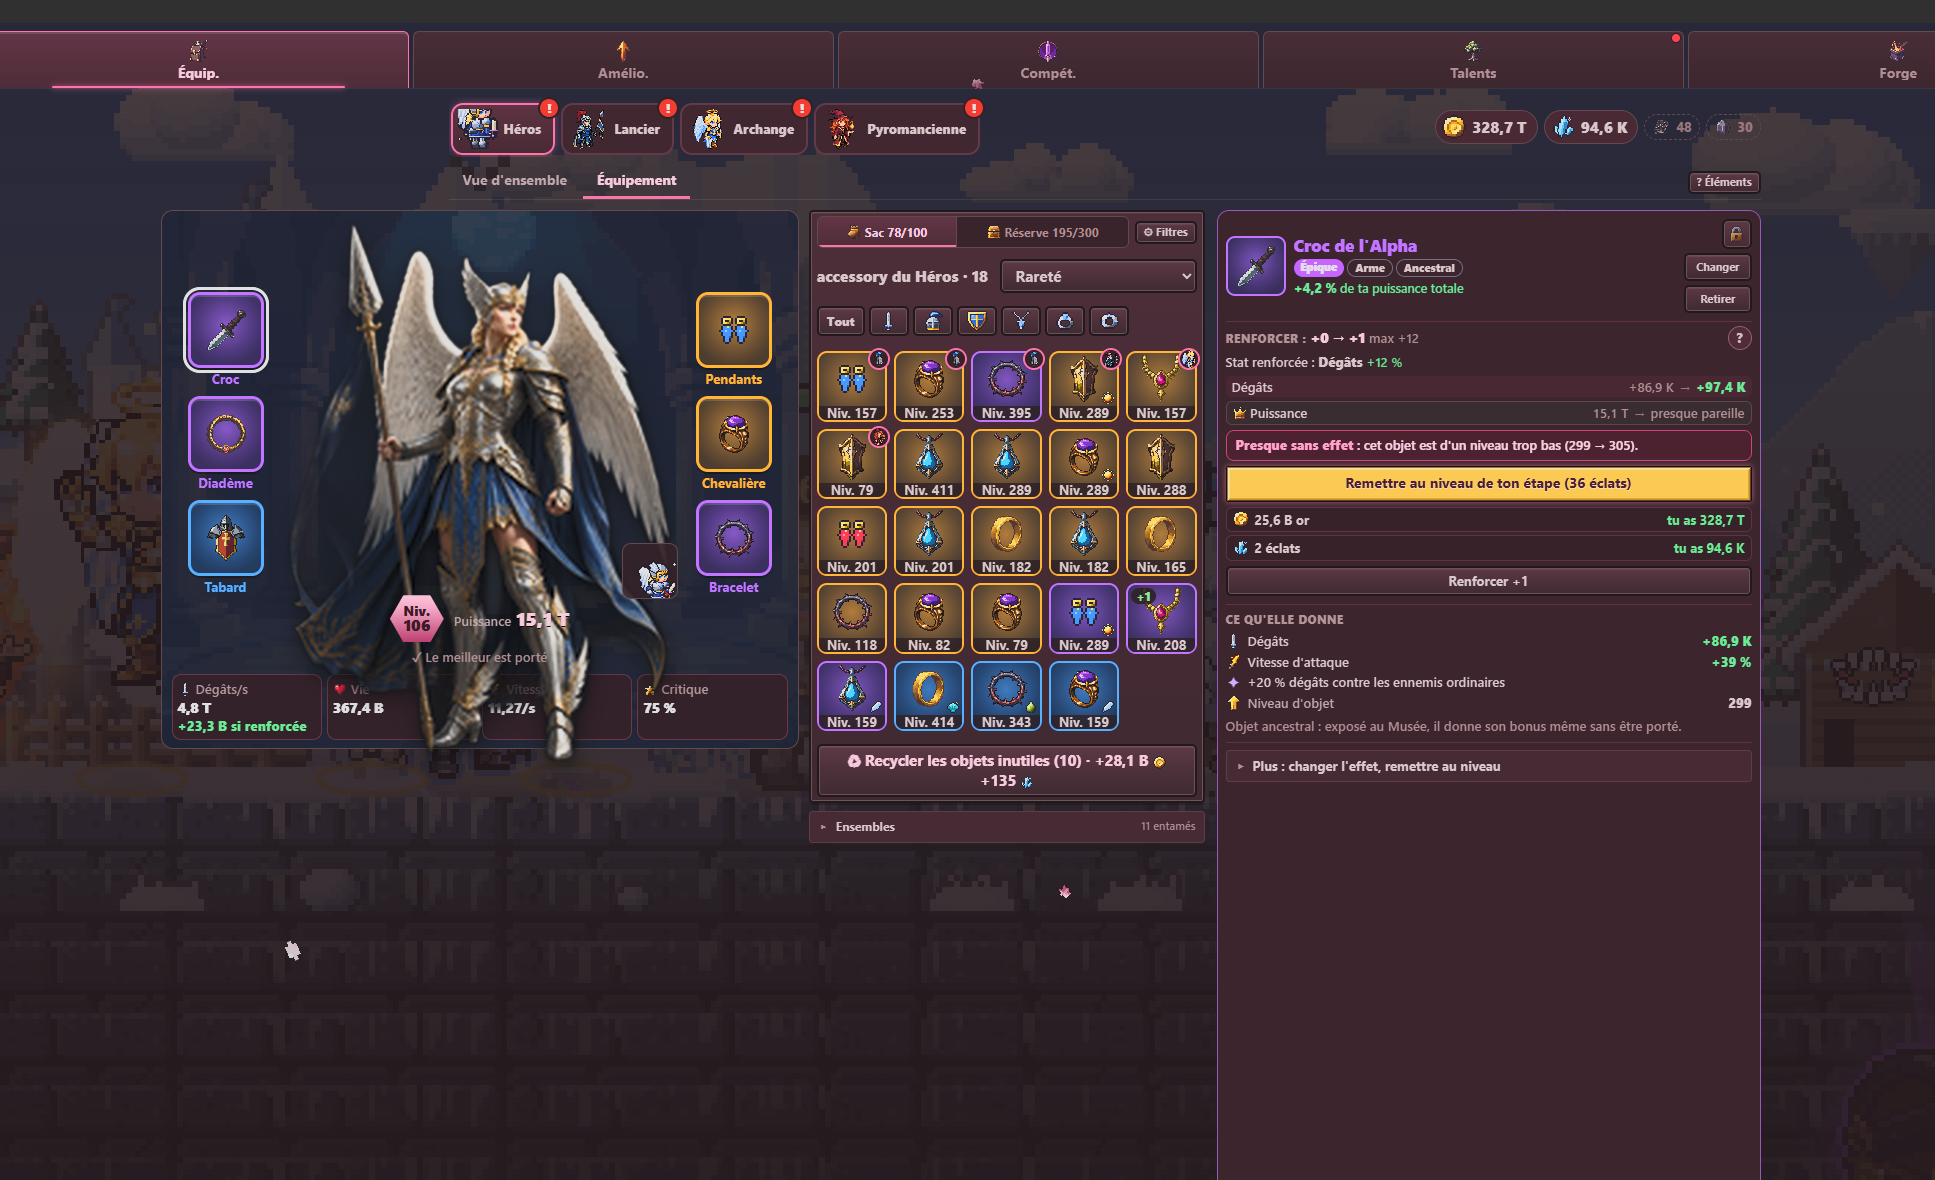 Équip.
Amélio.
Compét.
Talents
Forge
Héros
!
Lancier
!
Archange
!
Pyromancienne
!
328,7 T
94,6 K
48
30
Vue d'ensemble
Équipement
? Éléments
Croc
Diadème
Tabard
Pendants
Chevalière
Bracelet
Niv.
106
Puissance 15,1 T
✓ Le meilleur est porté
Dégâts/s
4,8 T
+23,3 B si renforcée
Vie
367,4 B
Vitess
11,27/s
Critique
75 %
Sac 78/100
Réserve 195/300
Filtres
accessory du Héros · 18
Rareté
Tout
Niv. 157
Niv. 253
Niv. 395
Niv. 289
Niv. 157
Niv. 79
Niv. 411
Niv. 289
Niv. 289
Niv. 288
Niv. 201
Niv. 201
Niv. 182
Niv. 182
Niv. 165
Niv. 118
Niv. 82
Niv. 79
Niv. 289
+1
Niv. 208
Niv. 159
Niv. 414
Niv. 343
Niv. 159
Recycler les objets inutiles (10) · +28,1 B
+135
Ensembles
11 entamés
Croc de l'Alpha
Épique
Arme
Ancestral
+4,2 % de ta puissance totale
Changer
Retirer
RENFORCER : +0 → +1 max +12
?
Stat renforcée : Dégâts +12 %
Dégâts
+86,9 K → +97,4 K
Puissance
15,1 T → presque pareille
Presque sans effet : cet objet est d'un niveau trop bas (299 → 305).
Remettre au niveau de ton étape (36 éclats)
25,6 B or
tu as 328,7 T
2 éclats
tu as 94,6 K
Renforcer +1
CE QU'ELLE DONNE
Dégâts
+86,9 K
Vitesse d'attaque
+39 %
+20 % dégâts contre les ennemis ordinaires
Niveau d'objet
299
Objet ancestral : exposé au Musée, il donne son bonus même sans être porté.
Plus : changer l'effet, remettre au niveau